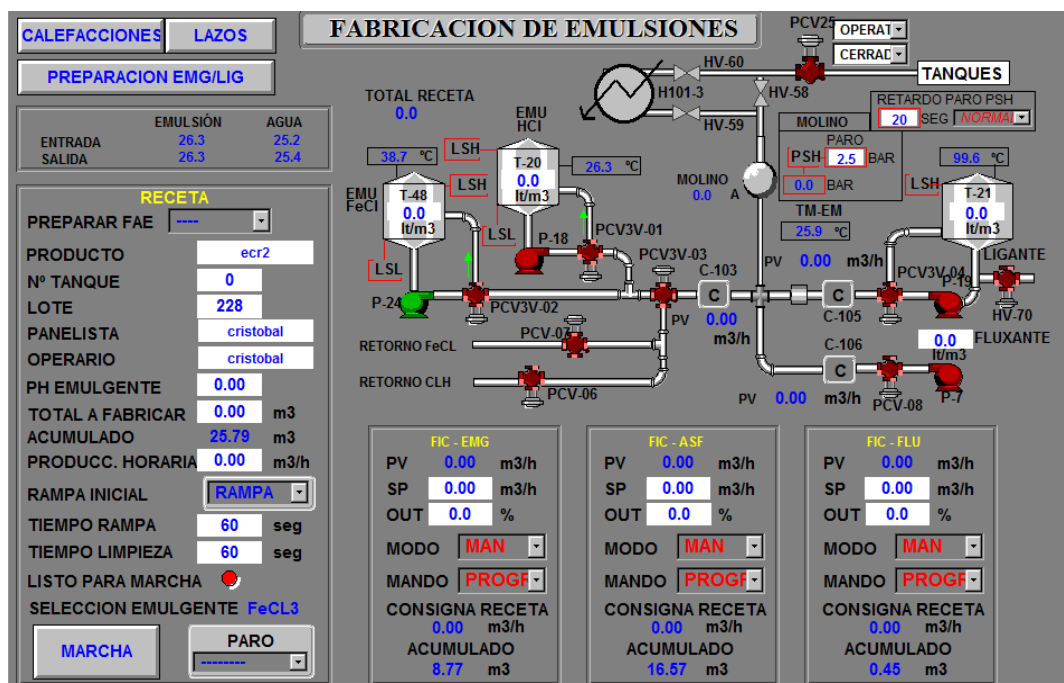 CALEFACCIONES LAZOS
PREPARACION EMG/LIG
FABRICACION DE EMULSIONES
EMULSIÓN AGUA
ENTRADA 26.3 25.2
SALIDA 26.3 25.4
RECETA
PREPARAR FAE ----
PRODUCTO ecr2
Nº TANQUE 0
LOTE 228
PANELISTA cristobal
OPERARIO cristobal
PH EMULGENTE 0.00
TOTAL A FABRICAR 0.00 m3
ACUMULADO 25.79 m3
PRODUCC. HORARIA 0.00 m3/h
RAMPA INICIAL RAMPA
TIEMPO RAMPA 60 seg
TIEMPO LIMPIEZA 60 seg
LISTO PARA MARCHA
SELECCION EMULGENTE FeCL3
MARCHA
PARO
--------
TOTAL RECETA
0.0
EMU
HCl
LSH
T-20
0.0
lt/m3
26.3 ºC
LSL
38.7 ºC
EMU
FeCl
LSH
T-48
0.0
lt/m3
LSL
P-24
P-18
PCV3V-01
PCV3V-02
PCV3V-03
RETORNO FeCL
PCV-07
RETORNO CLH
PCV-06
C-103
C
PV 0.00
m3/h
H101-3
HV-60
HV-59
HV-58
PCV25
OPERAT
CERRAD
TANQUES
RETARDO PARO PSH
20 SEG NORMAL
MOLINO
PARO
PSH 2.5 BAR
0.0 BAR
MOLINO
0.0 A
TM-EM
25.9 ºC
PV 0.00 m3/h
C
C-105
PCV3V-04
99.6 ºC
LSH
T-21
0.0
lt/m3
P-19
LIGANTE
HV-70
C-106
C
PV 0.00 m3/h
PCV-08
P-7
0.0 FLUXANTE
lt/m3
FIC - EMG
PV 0.00 m3/h
SP 0.00 m3/h
OUT 0.0 %
MODO MAN
MANDO PROGR
CONSIGNA RECETA
0.00 m3/h
ACUMULADO
8.77 m3
FIC - ASF
PV 0.00 m3/h
SP 0.00 m3/h
OUT 0.0 %
MODO MAN
MANDO PROGR
CONSIGNA RECETA
0.00 m3/h
ACUMULADO
16.57 m3
FIC - FLU
PV 0.00 m3/h
SP 0.00 m3/h
OUT 0.0 %
MODO MAN
MANDO PROGR
CONSIGNA RECETA
0.00 m3/h
ACUMULADO
0.45 m3